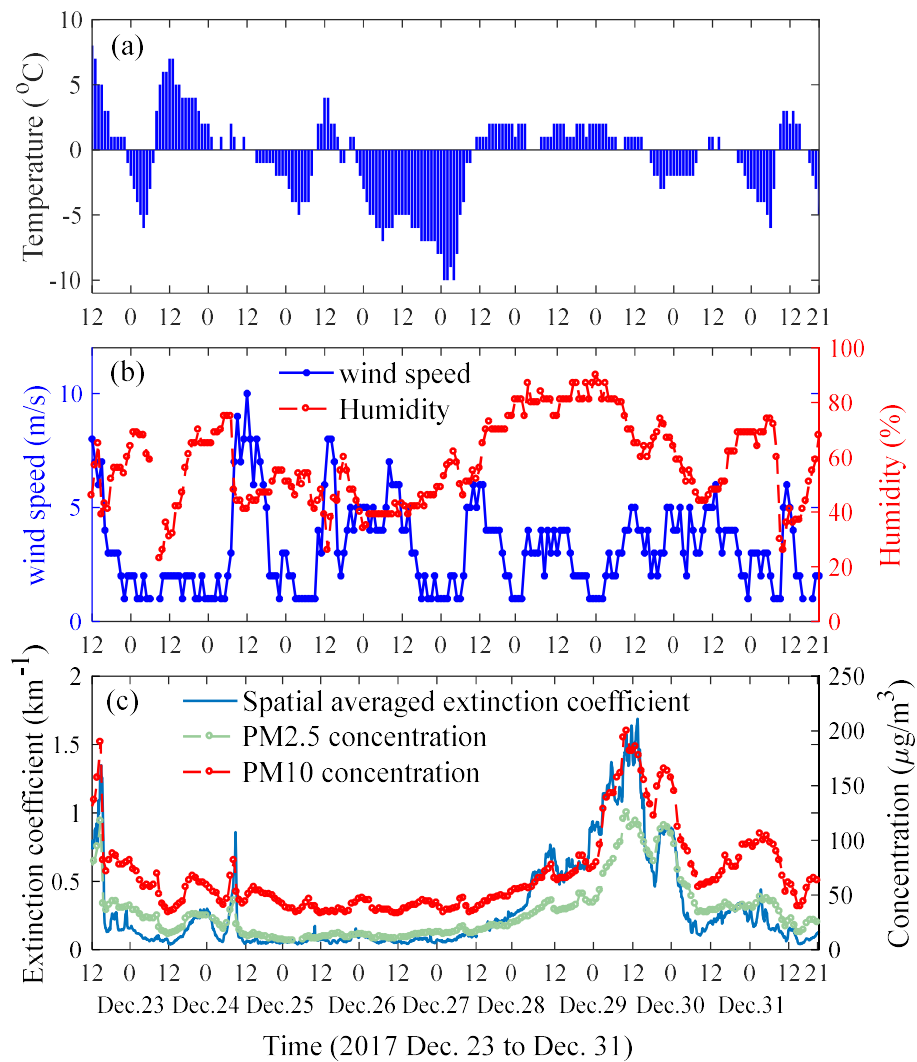 10
5
0
-5
-10
Temperature (°C)
(a)
12 0 12 0 12 0 12 0 12 0 12 0 12 0 12 0 12 21
10
5
0
wind speed (m/s)
(b)
wind speed
Humidity
100
80
60
40
20
0
Humidity (%)
12 0 12 0 12 0 12 0 12 0 12 0 12 0 12 0 12 0 12 21
2
1.5
1
0.5
0
Extinction coefficient (km⁻¹)
(c)
Spatial averaged extinction coefficient
PM2.5 concentration
PM10 concentration
250
200
150
100
50
0
Concentration (μg/m³)
12 0 12 0 12 0 12 0 12 0 12 0 12 0 12 0 12 0 12 21
Dec.23 Dec.24 Dec.25 Dec.26 Dec.27 Dec.28 Dec.29 Dec.30 Dec.31
Time (2017 Dec. 23 to Dec. 31)